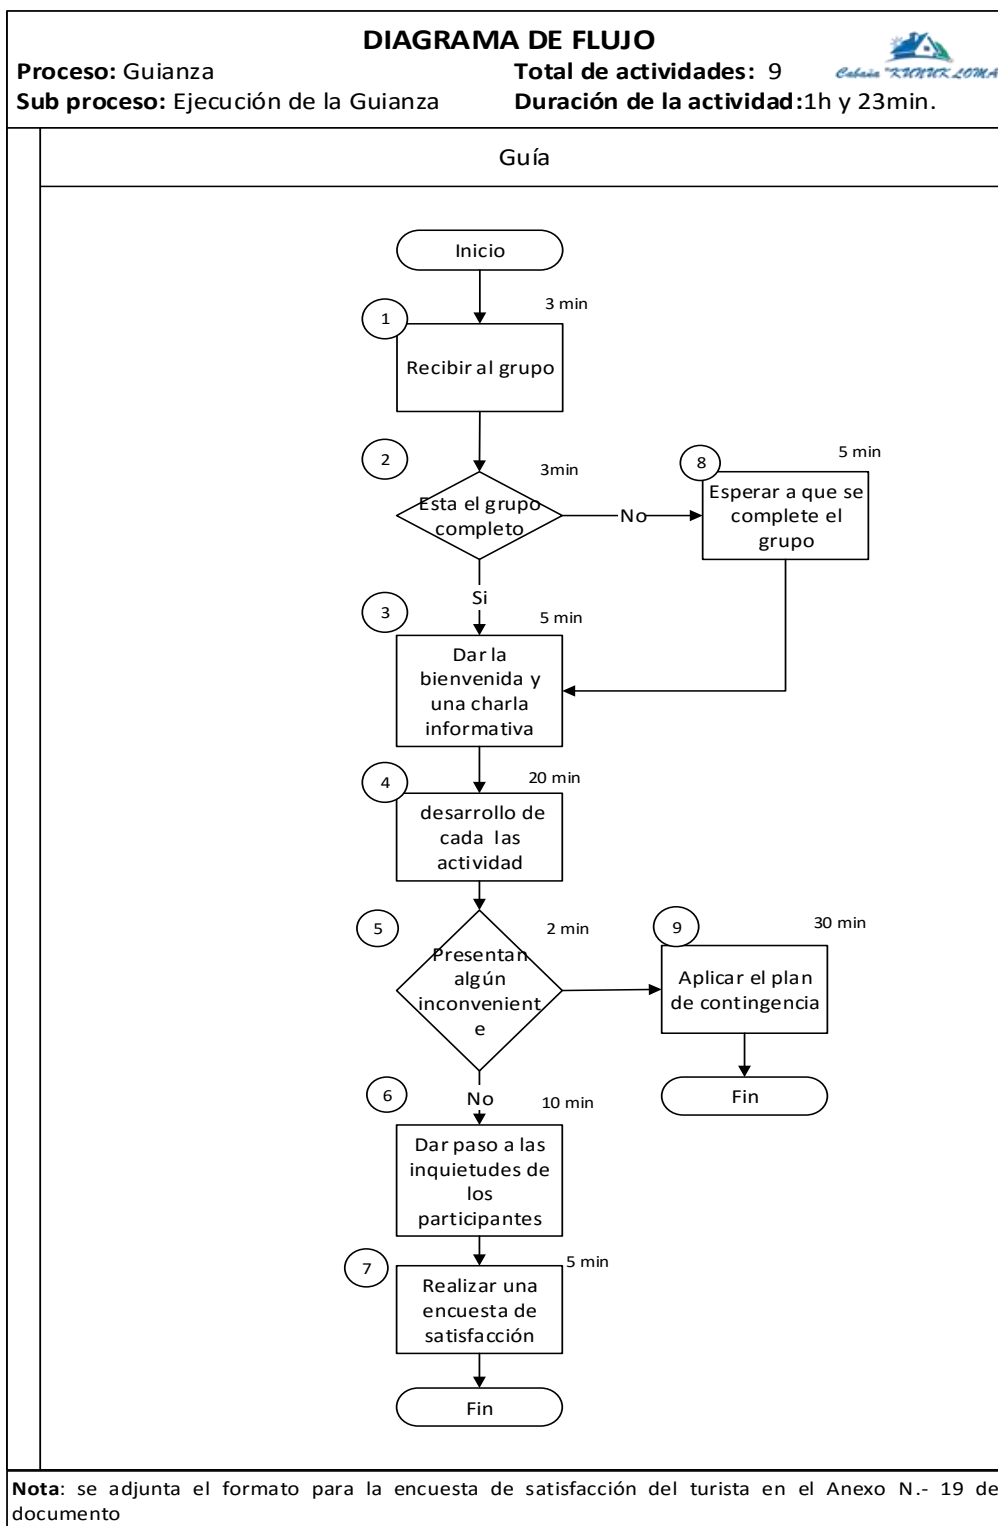 DIAGRAMA DE FLUJO
Proceso: Guianza
Total de actividades: 9
Cabaña "KUNUK LOMA
Sub proceso: Ejecución de la Guianza
Duración de la actividad:1h y 23min.
Guía
Inicio
1
3 min
Recibir al grupo
2
3min
Esta el grupo
completo
No
8
5 min
Esperar a que se
complete el
grupo
Si
3
5 min
Dar la
bienvenida y
una charla
informativa
4
20 min
desarrollo de
cada las
actividad
5
2 min
Presentan
algún
inconvenient
e
9
30 min
Aplicar el plan
de contingencia
Fin
No
6
10 min
Dar paso a las
inquietudes de
los
participantes
7
5 min
Realizar una
encuesta de
satisfacción
Fin
Nota: se adjunta el formato para la encuesta de satisfacción del turista en el Anexo N.- 19 de
documento